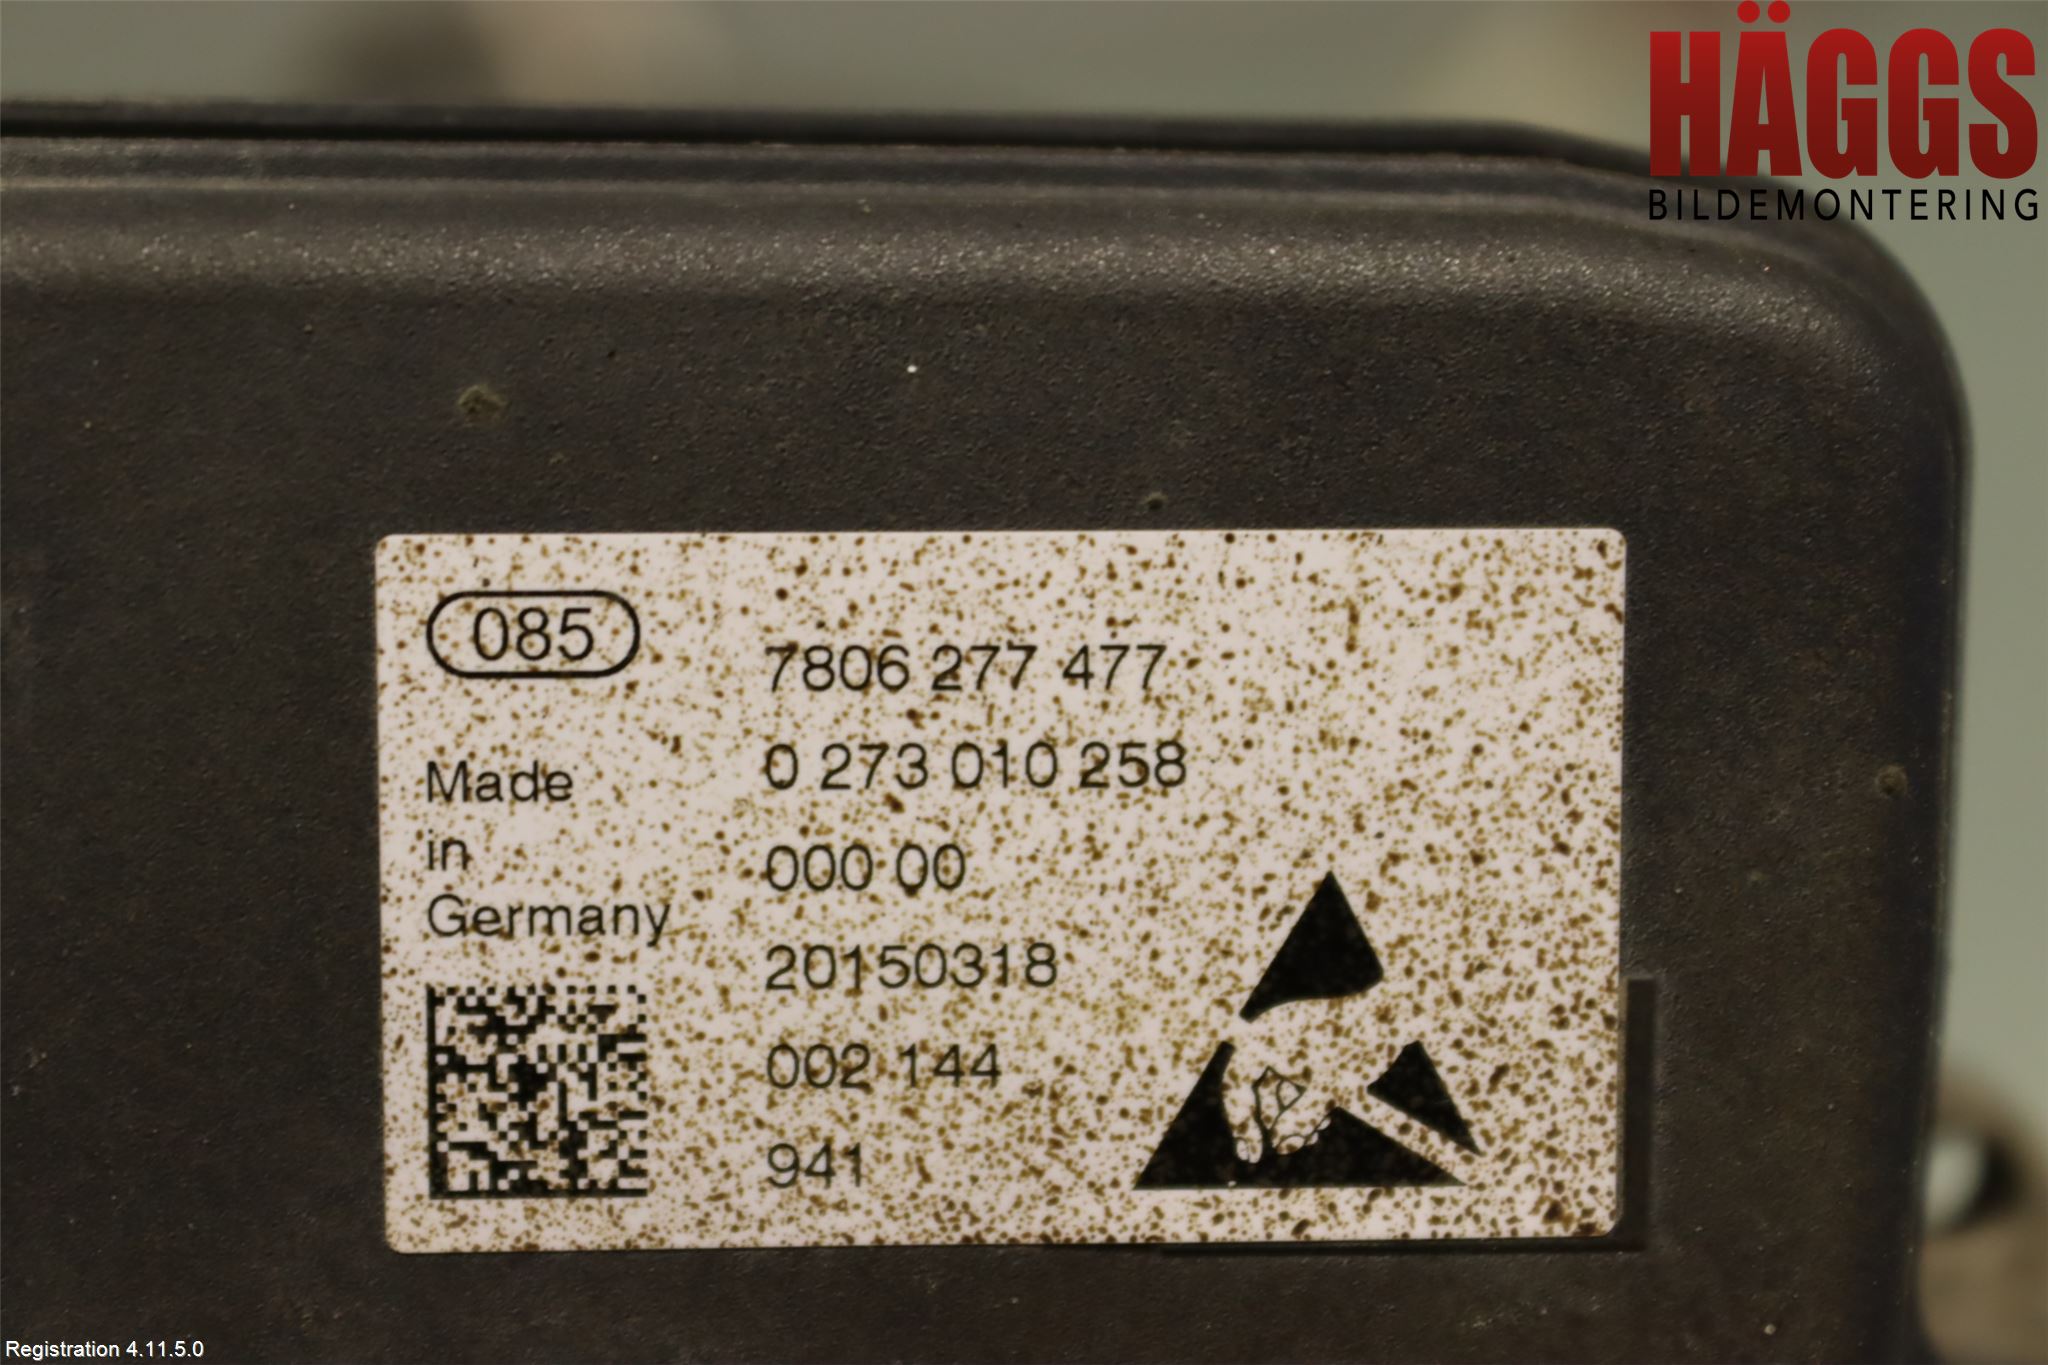 HÄGGS
BILDEMONTERING
085
7806 277 477
0 273 010 258
000 00
20150318
002 144
941
Made
in
Germany
Registration 4.11.5.0